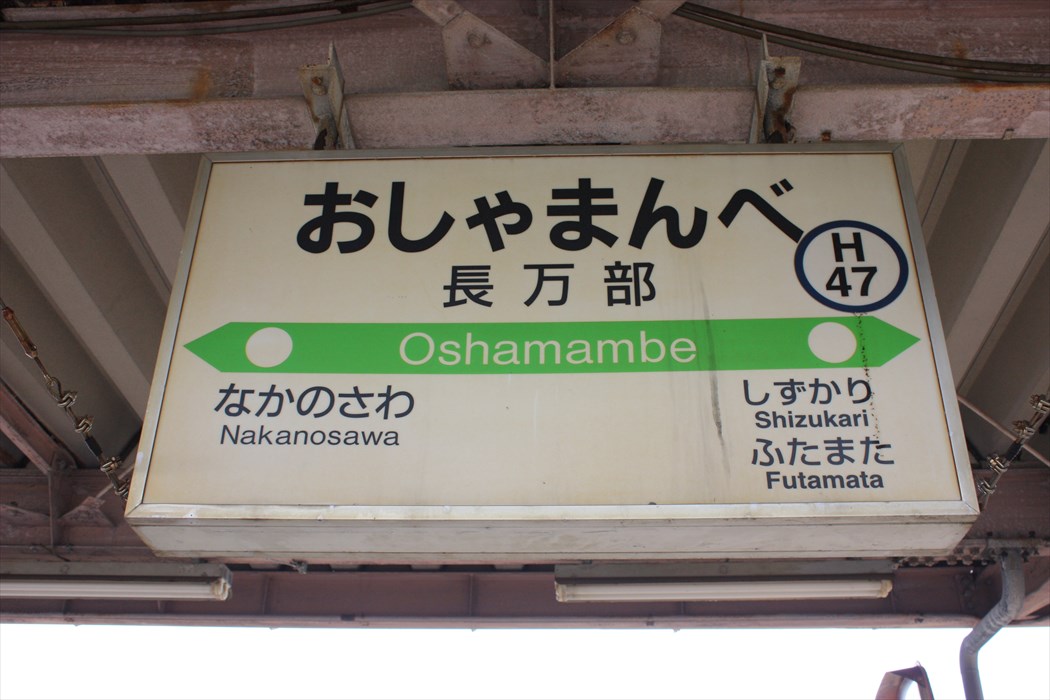 おしゃまんべ
H
47
長万部
Oshamambe
なかのさわ
Nakanosawa
しずかり
Shizukari
ふたまた
Futamata